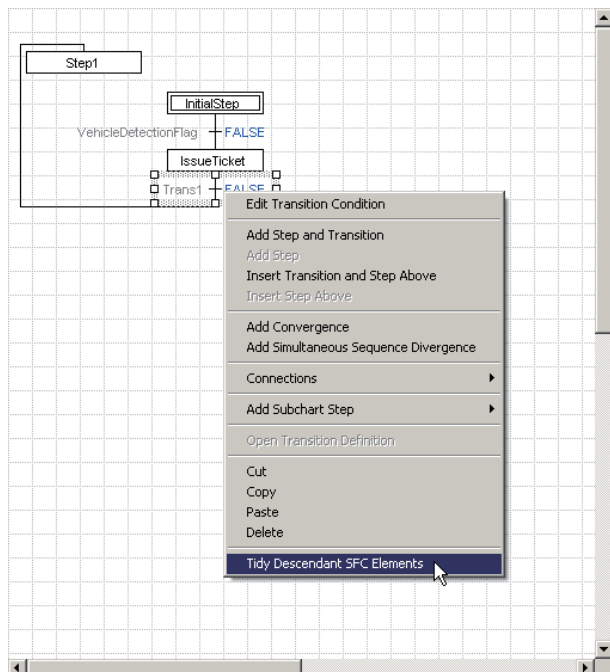 Step1
InitialStep
VehicleDetectionFlag FALSE
IssueTicket
Trans1 FALSE
Edit Transition Condition
Add Step and Transition
Add Step
Insert Transition and Step Above
Insert Step Above
Add Convergence
Add Simultaneous Sequence Divergence
Connections
Add Subchart Step
Open Transition Definition
Cut
Copy
Paste
Delete
Tidy Descendant SFC Elements